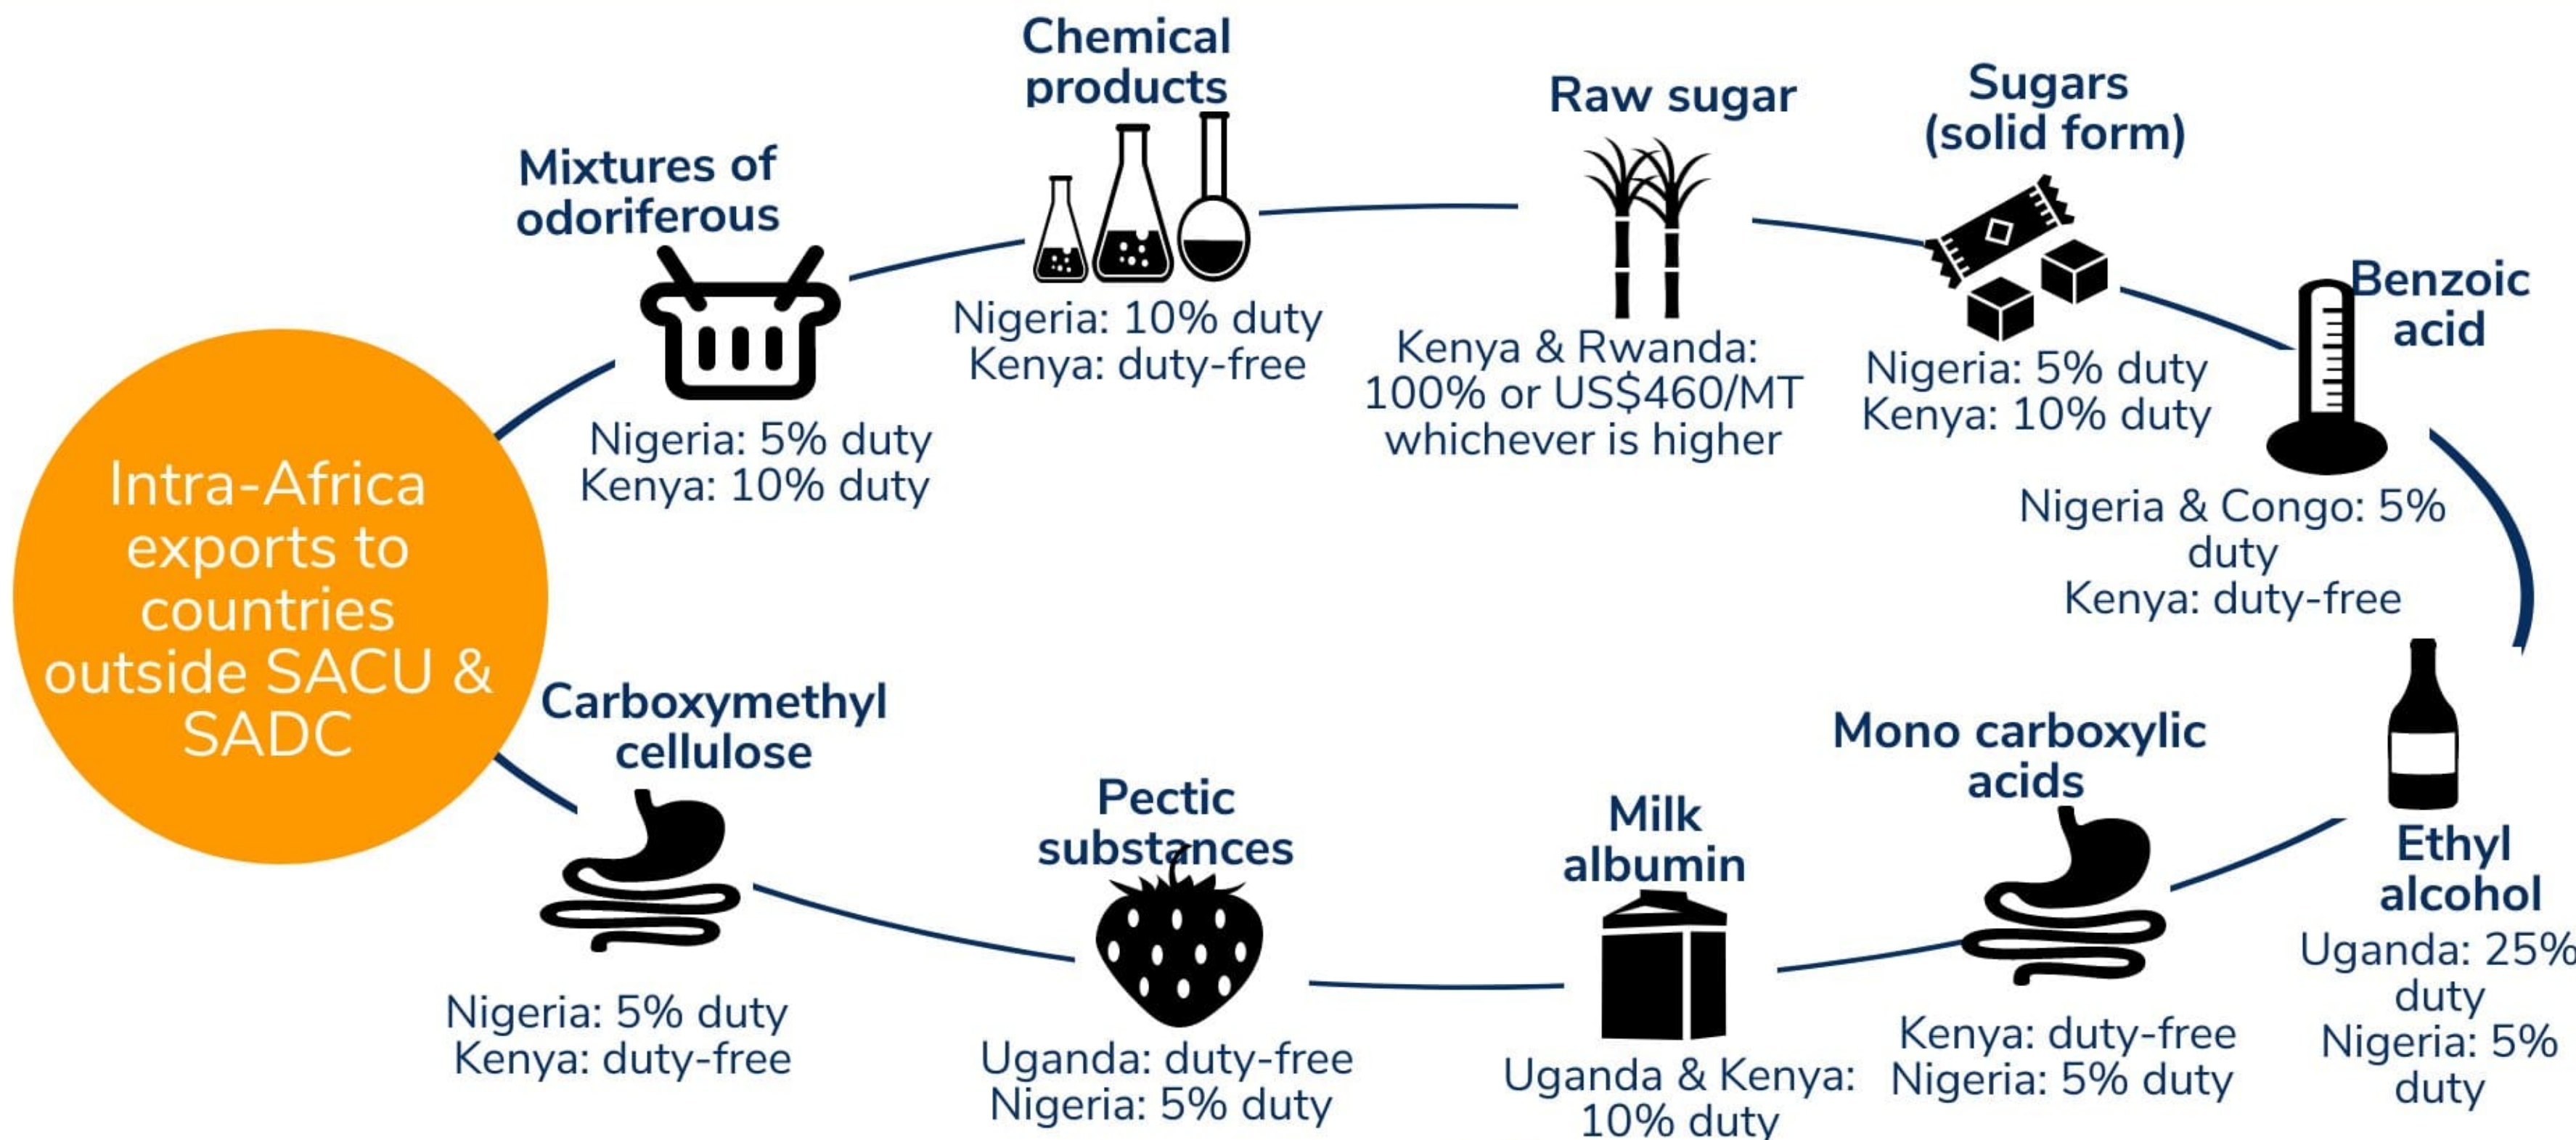 Intra-Africa
exports to
countries
outside SACU &
SADC
Mixtures of
odoriferous
Nigeria: 5% duty
Kenya: 10% duty
Chemical
products
Nigeria: 10% duty
Kenya: duty-free
Raw sugar
Kenya & Rwanda:
100% or US$460/MT
whichever is higher
Sugars
(solid form)
Nigeria: 5% duty
Kenya: 10% duty
Benzoic
acid
Nigeria & Congo: 5%
duty
Kenya: duty-free
Ethyl
alcohol
Uganda: 25%
duty
Nigeria: 5%
duty
Mono carboxylic
acids
Kenya: duty-free
Nigeria: 5% duty
Milk
albumin
Uganda & Kenya:
10% duty
Pectic
substances
Uganda: duty-free
Nigeria: 5% duty
Carboxymethyl
cellulose
Nigeria: 5% duty
Kenya: duty-free